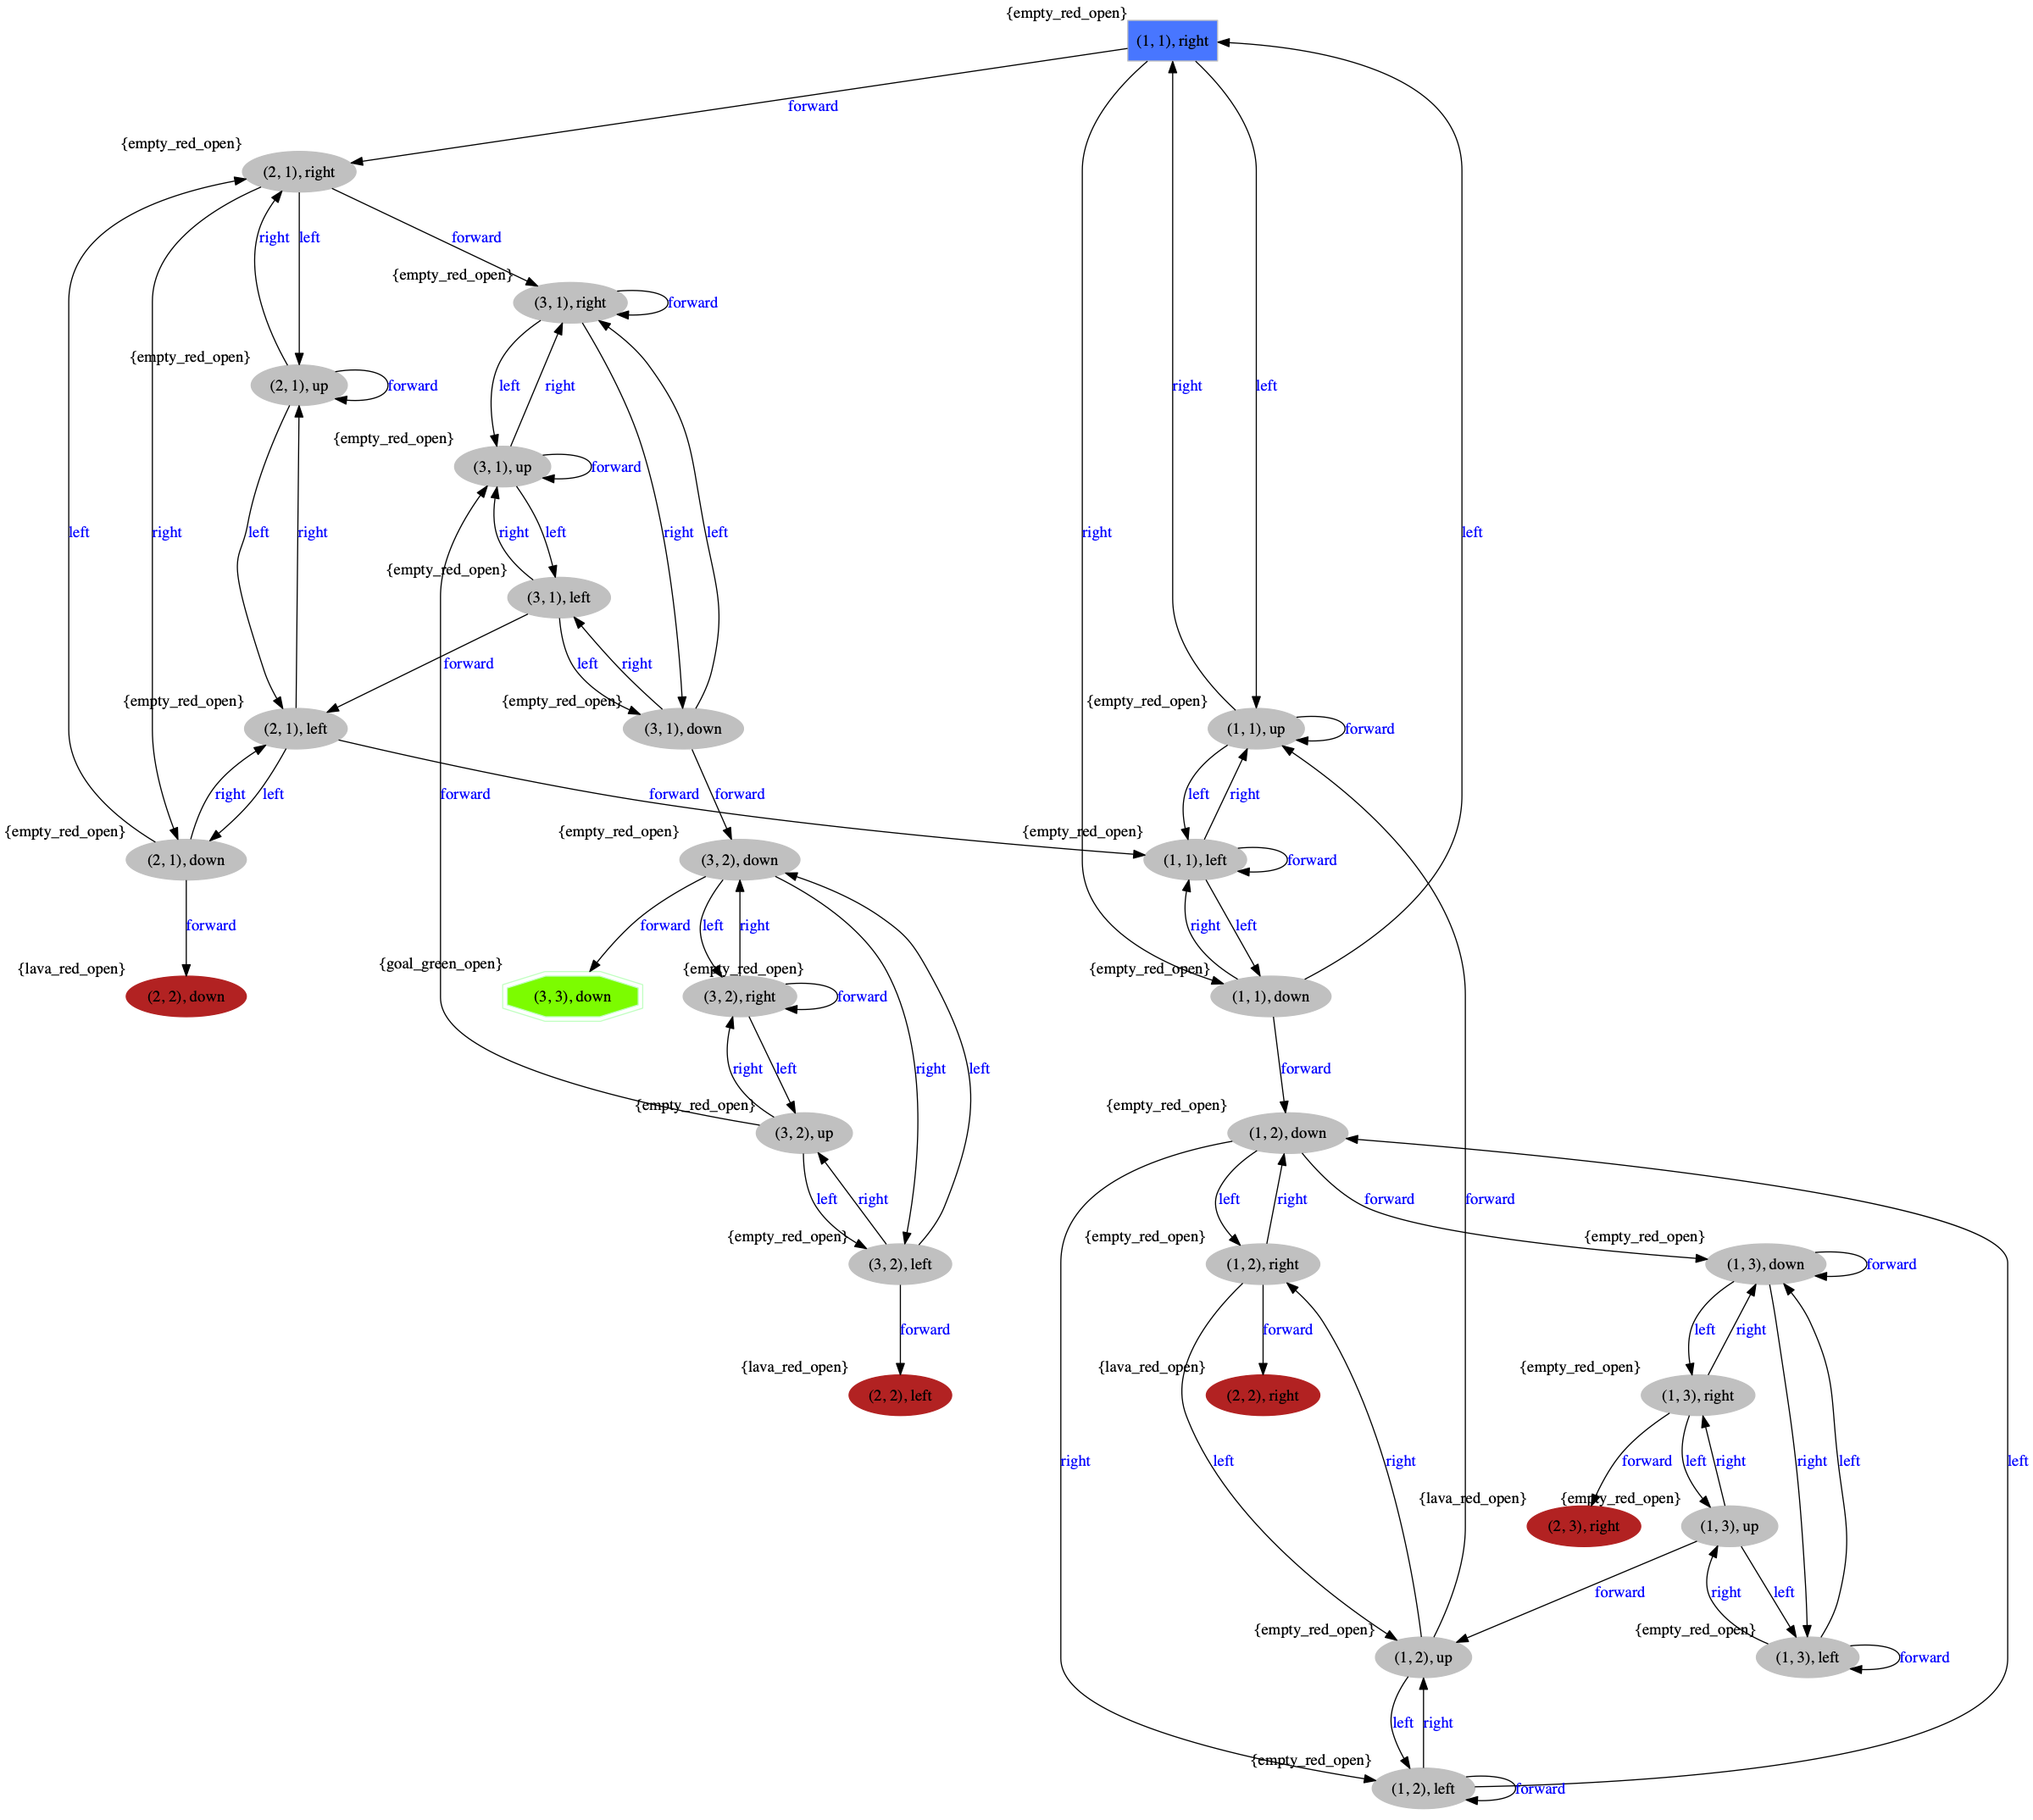 {empty_red_open}
(1, 1), right
forward
{empty_red_open}
(2, 1), right
right
left
forward
{empty_red_open}
(3, 1), right
forward
{empty_red_open}
(2, 1), up
forward
left
right
right
left
{empty_red_open}
(3, 1), up
forward
left
right
left
right
right
left
right
left
right
left
{empty_red_open}
(3, 1), left
forward
left
right
{empty_red_open}
(2, 1), left
{empty_red_open}
(3, 1), down
{empty_red_open}
(1, 1), up
forward
right
left
forward
forward
forward
left
right
{empty_red_open}
(2, 1), down
{empty_red_open}
(3, 2), down
{empty_red_open}
(1, 1), left
forward
forward
forward
left
right
right
left
{lava_red_open}
(2, 2), down
{goal_green_open}
(3, 3), down
{empty_red_open}
(3, 2), right
forward
{empty_red_open}
(1, 1), down
right
left
right
left
forward
{empty_red_open}
(3, 2), up
{empty_red_open}
(1, 2), down
left
right
left
right
forward
forward
{empty_red_open}
(3, 2), left
{empty_red_open}
(1, 2), right
{empty_red_open}
(1, 3), down
forward
forward
forward
left
right
{lava_red_open}
(2, 2), left
{lava_red_open}
(2, 2), right
{empty_red_open}
(1, 3), right
right
left
right
forward
left
right
right
left
left
{lava_red_open}
(2, 3), right
{empty_red_open}
(1, 3), up
forward
right
left
{empty_red_open}
(1, 2), up
{empty_red_open}
(1, 3), left
forward
left
right
{empty_red_open}
(1, 2), left
forward